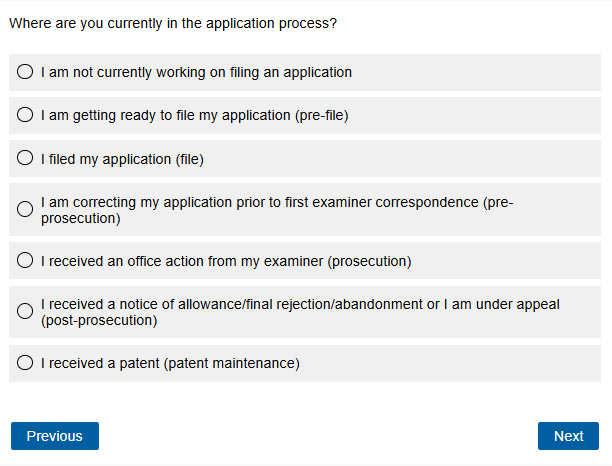 Where are you currently in the application process?
I am not currently working on filing an application
I am getting ready to file my application (pre-file)
I filed my application (file)
I am correcting my application prior to first examiner correspondence (pre-
prosecution)
I received an office action from my examiner (prosecution)
I received a notice of allowance/final rejection/abandonment or I am under appeal
(post-prosecution)
I received a patent (patent maintenance)
Previous
Next